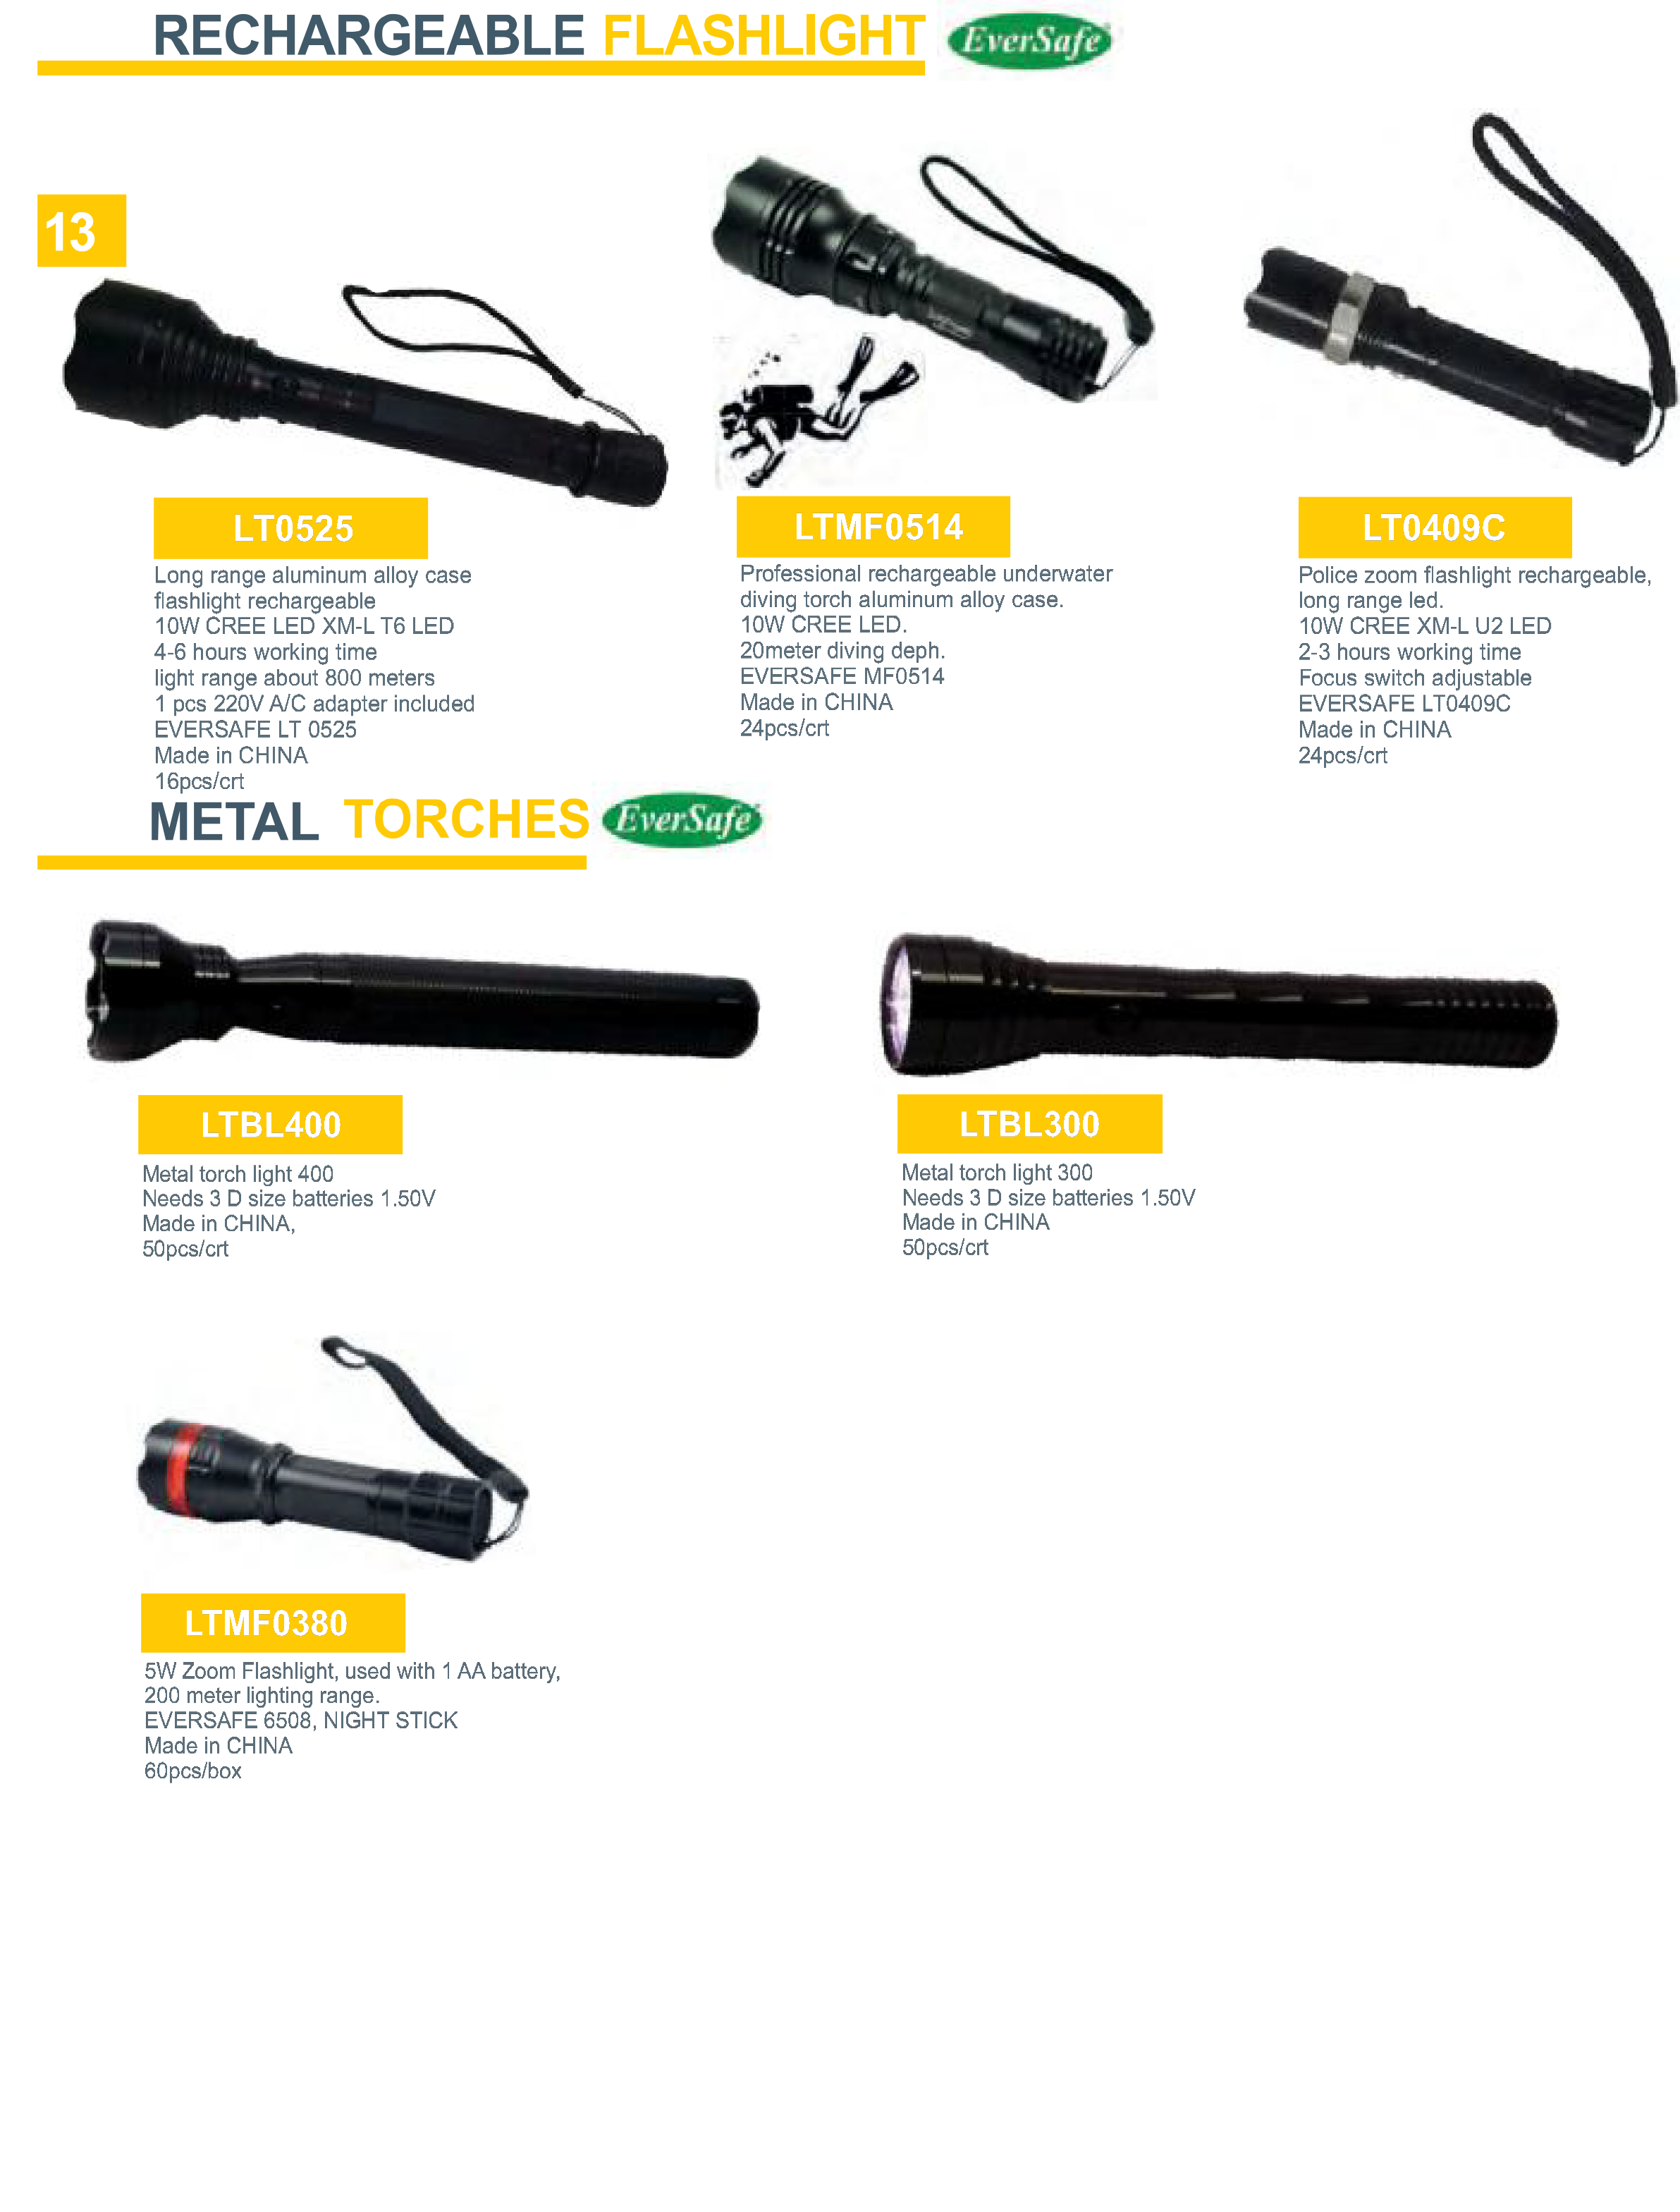 RECHARGEABLE FLASHLIGHT EverSafe
13
LT0525
Long range aluminum alloy case
flashlight rechargeable
10W CREE LED XM-L T6 LED
4-6 hours working time
light range about 800 meters
1 pcs 220V A/C adapter included
EVERSAFE LT 0525
Made in CHINA
16pcs/crt
LTMF0514
Professional rechargeable underwater
diving torch aluminum alloy case.
10W CREE LED.
20meter diving deph.
EVERSAFE MF0514
Made in CHINA
24pcs/crt
LT0409C
Police zoom flashlight rechargeable,
long range led.
10W CREE XM-L U2 LED
2-3 hours working time
Focus switch adjustable
EVERSAFE LT0409C
Made in CHINA
24pcs/crt
METAL TORCHES EverSafe
LTBL400
Metal torch light 400
Needs 3 D size batteries 1.50V
Made in CHINA,
50pcs/crt
LTBL300
Metal torch light 300
Needs 3 D size batteries 1.50V
Made in CHINA
50pcs/crt
LTMF0380
5W Zoom Flashlight, used with 1 AA battery,
200 meter lighting range.
EVERSAFE 6508, NIGHT STICK
Made in CHINA
60pcs/box